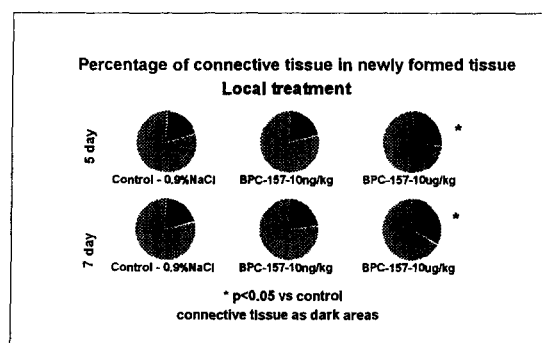 Percentage of connective tissue in newly formed tissue
Local treatment
5 day
Control - 0.9%NaCl
BPC-157-10ng/kg
BPC-157-10ug/kg
*
7 day
Control - 0.9%NaCl
BPC-157-10ng/kg
BPC-157-10ug/kg
*
* p<0.05 vs control
connective tissue as dark areas